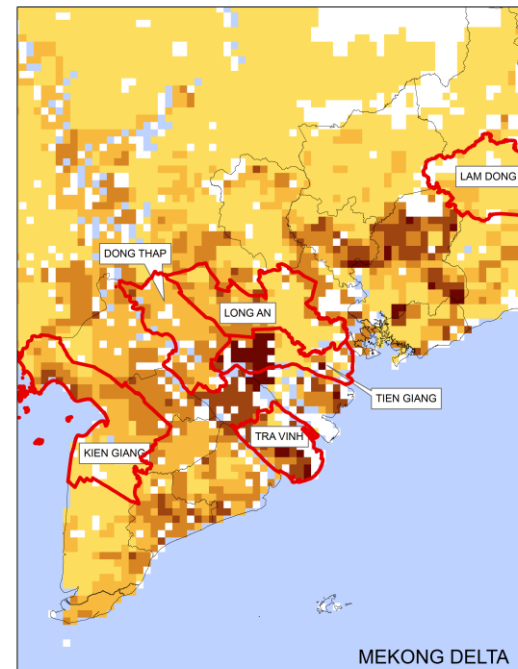 LAM DONG
DONG THAP
LONG AN
TIEN GIANG
TRA VINH
KIEN GIANG
MEKONG DELTA